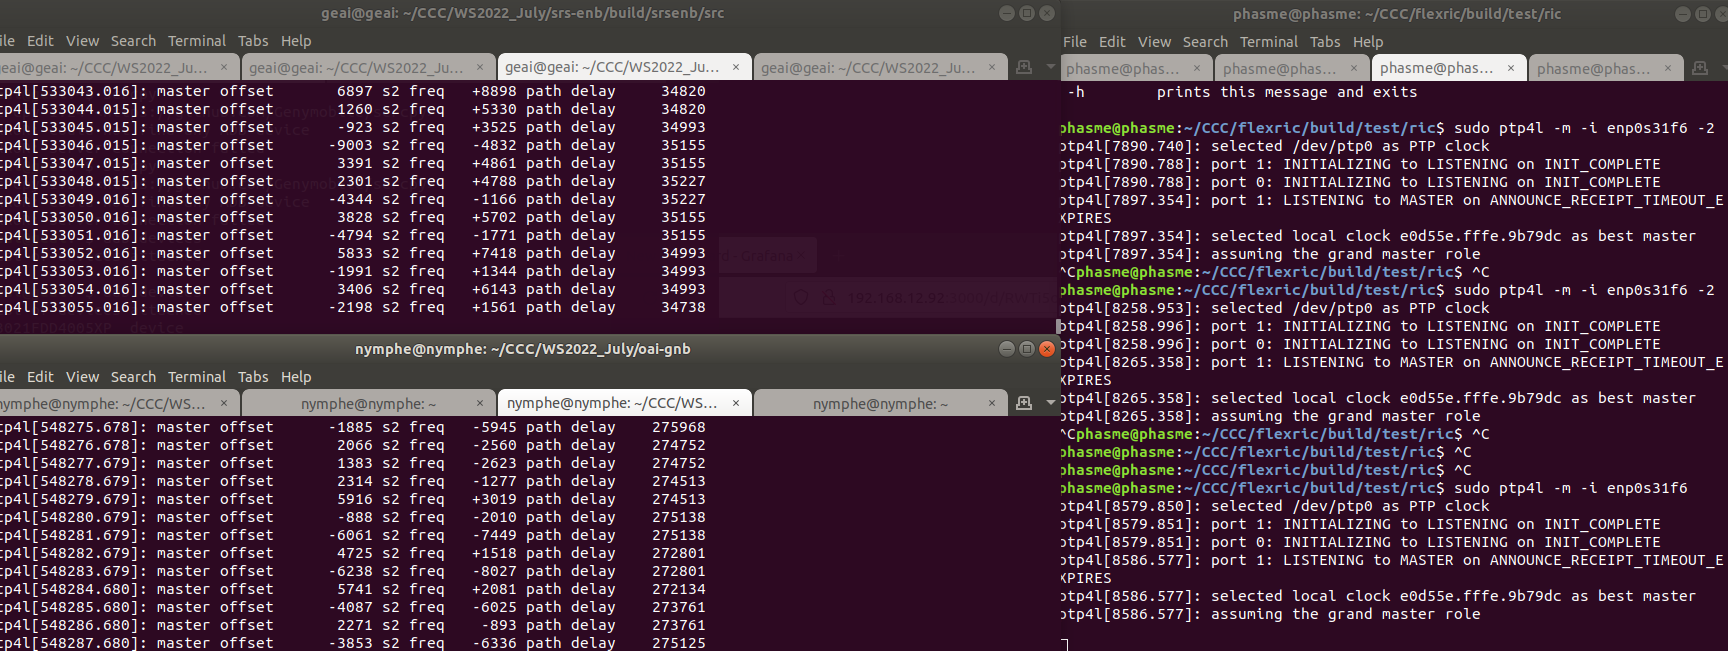 geai@geai: ~/CCC/WS2022_July/srs-enb/build/srsenb/src
ile Edit View Search Terminal Tabs Help
geai@geai: ~/CCC/WS2022_Ju... × geai@geai: ~/CCC/WS2022_Ju... × geai@geai: ~/CCC/WS2022_Ju... × geai@geai: ~/CCC/WS2022_Ju... ×
tp4l[533043.016]: master offset 6897 s2 freq +8898 path delay 34820
tp4l[533044.015]: master offset 1260 s2 freq +5330 path delay 34820
tp4l[533045.015]: master offset -923 s2 freq +3525 path delay 34993
tp4l[533046.015]: master offset -9003 s2 freq -4832 path delay 35155
tp4l[533047.015]: master offset 3391 s2 freq +4861 path delay 35155
tp4l[533048.015]: master offset 2301 s2 freq +4788 path delay 35227
tp4l[533049.016]: master offset -4344 s2 freq -1166 path delay 35227
tp4l[533050.016]: master offset 3828 s2 freq +5702 path delay 35155
tp4l[533051.016]: master offset -4794 s2 freq -1771 path delay 35155
tp4l[533052.016]: master offset 5833 s2 freq +7418 path delay 34993
tp4l[533053.016]: master offset -1991 s2 freq +1344 path delay 34993
tp4l[533054.016]: master offset 3406 s2 freq +6143 path delay 34993
tp4l[533055.016]: master offset -2198 s2 freq +1561 path delay 34738
nymphe@nymphe: ~/CCC/WS2022_July/oai-gnb
ile Edit View Search Terminal Tabs Help
nymphe@nymphe: ~/CCC/WS... × nymphe@nymphe: ~ × nymphe@nymphe: ~/CCC/WS... × nymphe@nymphe: ~ ×
tp4l[548275.678]: master offset -1885 s2 freq -5945 path delay 275968
tp4l[548276.678]: master offset 2066 s2 freq -2560 path delay 274752
tp4l[548277.679]: master offset 1383 s2 freq -2623 path delay 274752
tp4l[548278.679]: master offset 2314 s2 freq -1277 path delay 274513
tp4l[548279.679]: master offset 5916 s2 freq +3019 path delay 274513
tp4l[548280.679]: master offset -888 s2 freq -2010 path delay 275138
tp4l[548281.679]: master offset -6061 s2 freq -7449 path delay 275138
tp4l[548282.679]: master offset 4725 s2 freq +1518 path delay 272801
tp4l[548283.679]: master offset -6238 s2 freq -8027 path delay 272801
tp4l[548284.680]: master offset 5741 s2 freq +2081 path delay 272134
tp4l[548285.680]: master offset -4087 s2 freq -6025 path delay 273761
tp4l[548286.680]: master offset 2271 s2 freq -893 path delay 273761
tp4l[548287.680]: master offset -3853 s2 freq -6336 path delay 275125
phasme@phasme: ~/CCC/flexric/build/test/ric
File Edit View Search Terminal Tabs Help
phasme@phas... × phasme@phas... × phasme@phas... × phasme@phas... ×
-h prints this message and exits
phasme@phasme:~/CCC/flexric/build/test/ric$ sudo ptp4l -m -i enp0s31f6 -2
ptp4l[7890.740]: selected /dev/ptp0 as PTP clock
ptp4l[7890.788]: port 1: INITIALIZING to LISTENING on INIT_COMPLETE
ptp4l[7890.788]: port 0: INITIALIZING to LISTENING on INIT_COMPLETE
ptp4l[7897.354]: port 1: LISTENING to MASTER on ANNOUNCE_RECEIPT_TIMEOUT_E
XPIRES
ptp4l[7897.354]: selected local clock e0d55e.fffe.9b79dc as best master
ptp4l[7897.354]: assuming the grand master role
^Cphasme@phasme:~/CCC/flexric/build/test/ric$ ^C
phasme@phasme:~/CCC/flexric/build/test/ric$ sudo ptp4l -m -i enp0s31f6 -2
ptp4l[8258.953]: selected /dev/ptp0 as PTP clock
ptp4l[8258.996]: port 1: INITIALIZING to LISTENING on INIT_COMPLETE
ptp4l[8258.996]: port 0: INITIALIZING to LISTENING on INIT_COMPLETE
ptp4l[8265.358]: port 1: LISTENING to MASTER on ANNOUNCE_RECEIPT_TIMEOUT_E
XPIRES
ptp4l[8265.358]: selected local clock e0d55e.fffe.9b79dc as best master
ptp4l[8265.358]: assuming the grand master role
^Cphasme@phasme:~/CCC/flexric/build/test/ric$ ^C
phasme@phasme:~/CCC/flexric/build/test/ric$ ^C
phasme@phasme:~/CCC/flexric/build/test/ric$ ^C
phasme@phasme:~/CCC/flexric/build/test/ric$ sudo ptp4l -m -i enp0s31f6
ptp4l[8579.850]: selected /dev/ptp0 as PTP clock
ptp4l[8579.851]: port 1: INITIALIZING to LISTENING on INIT_COMPLETE
ptp4l[8579.851]: port 0: INITIALIZING to LISTENING on INIT_COMPLETE
ptp4l[8586.577]: port 1: LISTENING to MASTER on ANNOUNCE_RECEIPT_TIMEOUT_E
XPIRES
ptp4l[8586.577]: selected local clock e0d55e.fffe.9b79dc as best master
ptp4l[8586.577]: assuming the grand master role